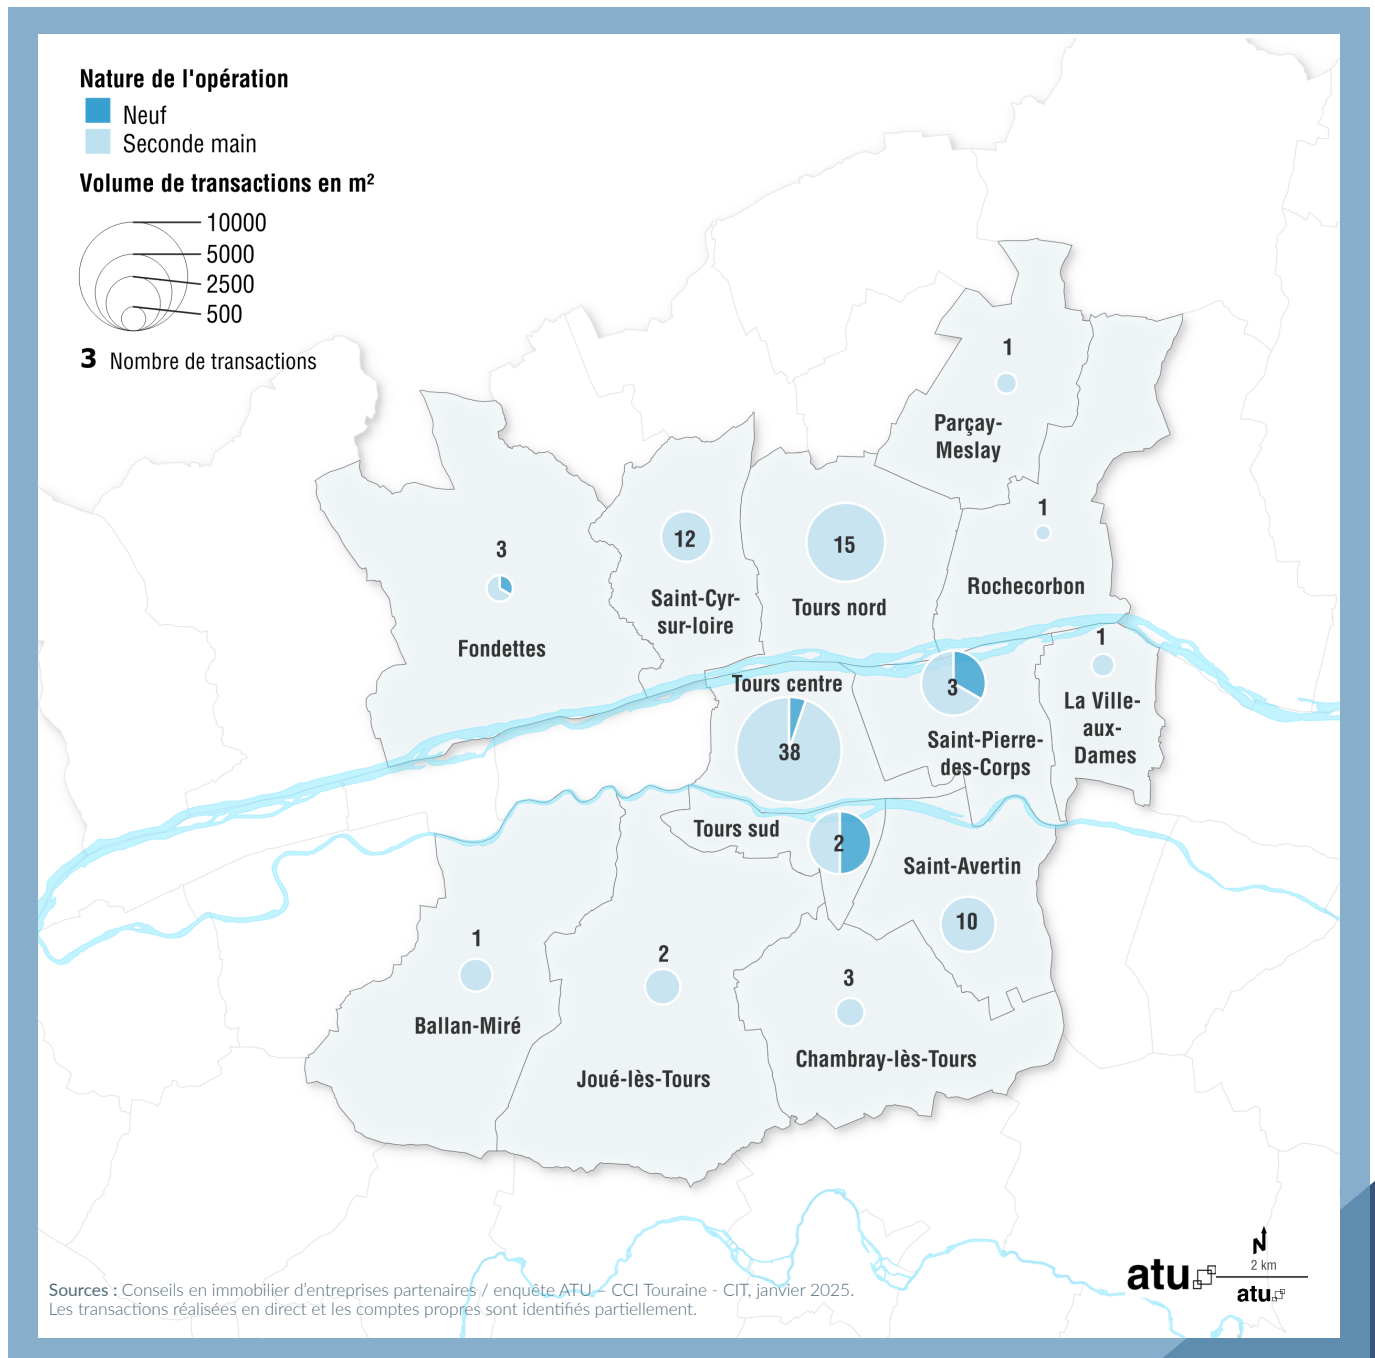 Nature de l'opération
Neuf
Seconde main
Volume de transactions en m²
10000
5000
2500
500
3 Nombre de transactions
1
Parçay-
Meslay
1
Rochecorbon
3
Fondettes
12
Saint-Cyr-
sur-loire
15
Tours nord
1
La Ville-
aux-
Dames
Tours centre
38
3
Saint-Pierre-
des-Corps
Tours sud
2
Saint-Avertin
10
1
Ballan-Miré
2
Joué-lès-Tours
3
Chambray-lès-Tours
Sources : Conseils en immobilier d'entreprises partenaires / enquête ATU – CCI Touraine - CIT, janvier 2025.
Les transactions réalisées en direct et les comptes propres sont identifiés partiellement.
N
2 km
atu
atu